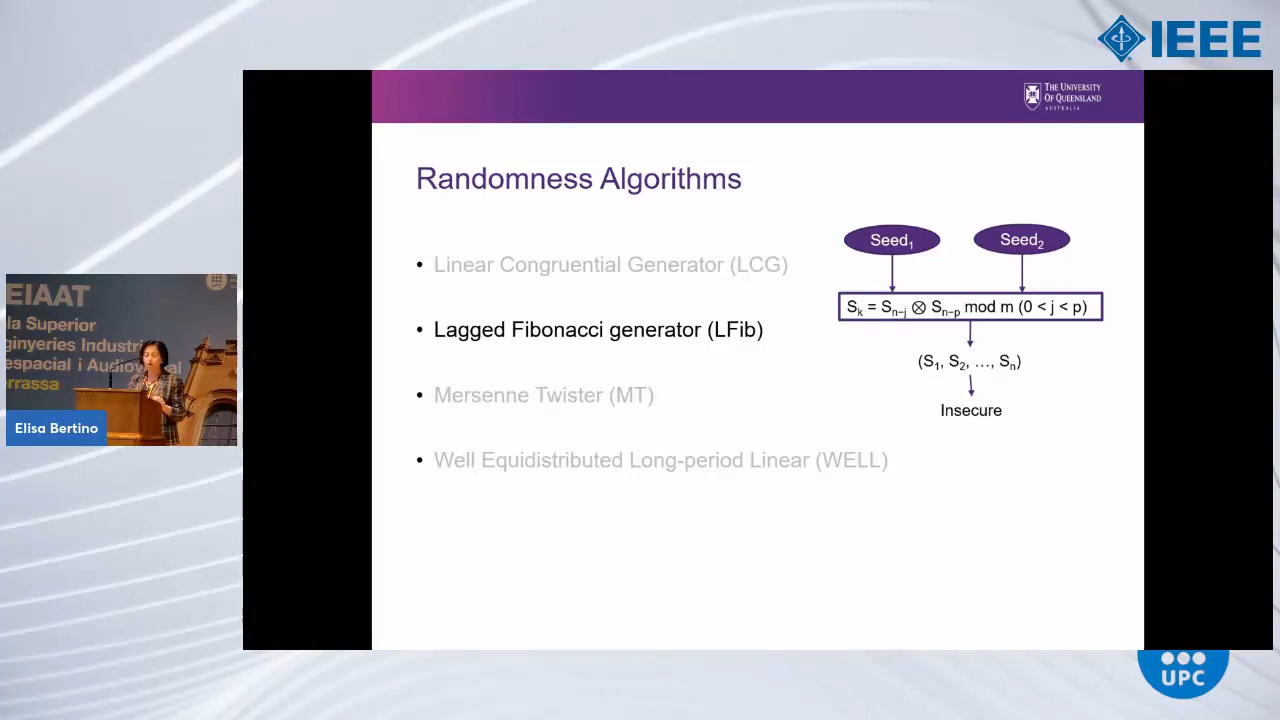 IEEE
THE UNIVERSITY
OF QUEENSLAND
AUSTRALIA
Randomness Algorithms
• Linear Congruential Generator (LCG)
• Lagged Fibonacci generator (LFib)
• Mersenne Twister (MT)
• Well Equidistributed Long-period Linear (WELL)
Seed₁
Seed₂
Sₖ = Sₙ₋ⱼ ⊗ Sₙ₋ₚ mod m (0 < j < p)
(S₁, S₂, …, Sₙ)
Insecure
EIAAT
la Superior
ginyeries Industri
espacial i Audiov al
rrassa
UPC
Elisa Bertino
UPC